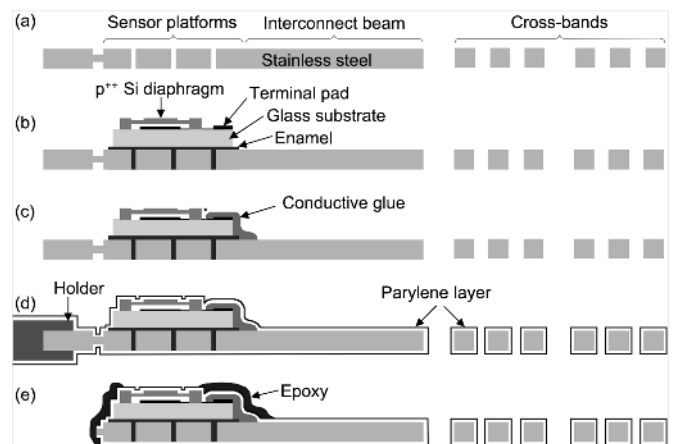 (a) Sensor platforms Interconnect beam Cross-bands
Stainless steel
p++ Si diaphragm
Terminal pad
(b) Glass substrate
Enamel
(c) Conductive glue
(d) Holder Parylene layer
(e) Epoxy